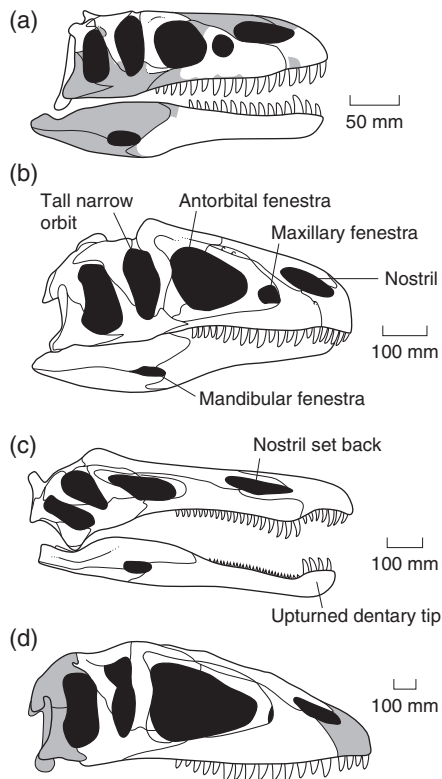 (a)
50 mm
(b)
Tall narrow
orbit
Antorbital fenestra
Maxillary fenestra
Nostril
100 mm
Mandibular fenestra
(c)
Nostril set back
100 mm
Upturned dentary tip
(d)
100 mm